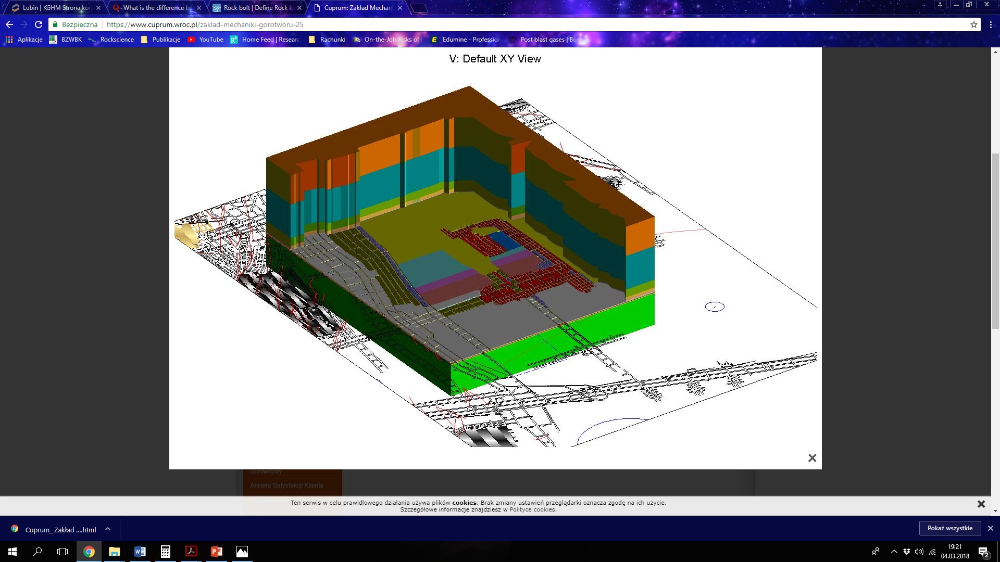 Lubin | KGHM Strona kor
What is the difference b
Rock bolt | Define Rock b
Cuprum: Zakład Mechani
Bezpieczna
https://www.cuprum.wroc.pl/zaklad-mechaniki-gorotworu-25
Aplikacje
BZWBK
Rockscience
Publikacje
YouTube
Home Feed | Researc
Rachunki
On-the-Job Risks of
Edumine - Profession
Post blast gases | Bus
V: Default XY View
Surowcowy
Ankieta Satysfakcji Klienta
Ten serwis w celu prawidłowego działania używa plików cookies. Brak zmiany ustawień przeglądarki oznacza zgodę na ich użycie.
Szczegółowe informacje znajdziesz w Polityce cookies.
Cuprum_ Zakład ....html
Pokaż wszystkie
19:21
04.03.2018
2